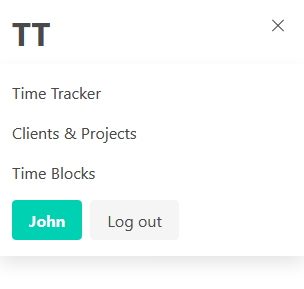 TT
Time Tracker
Clients & Projects
Time Blocks
John Log out